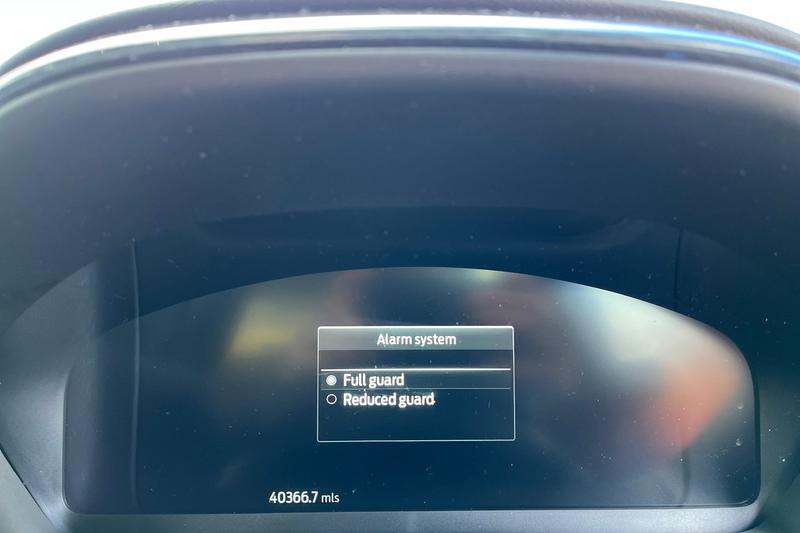 Alarm system
Full guard
Reduced guard
40366.7 mls